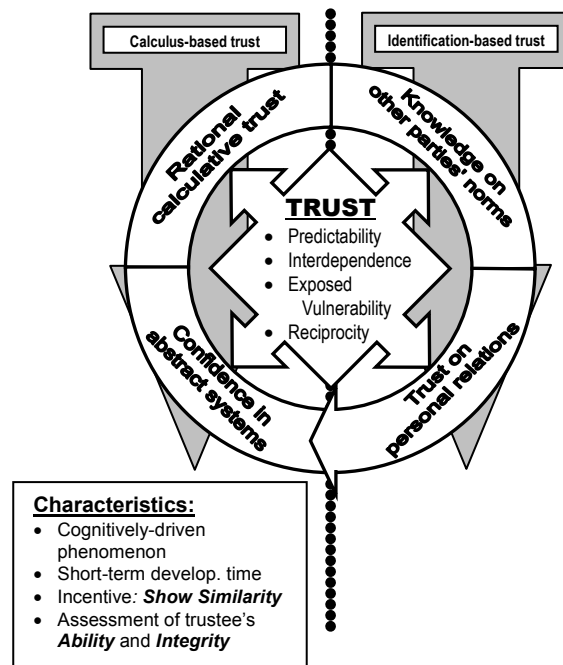 Calculus-based trust
Identification-based trust
Rational
calculative trust
Knowledge on
other parties' norms
TRUST
• Predictability
• Interdependence
• Exposed
Vulnerability
• Reciprocity
Confidence in
abstract systems
Trust on
personal relations
Characteristics:
• Cognitively-driven
phenomenon
• Short-term develop. time
• Incentive: Show Similarity
• Assessment of trustee's
Ability and Integrity